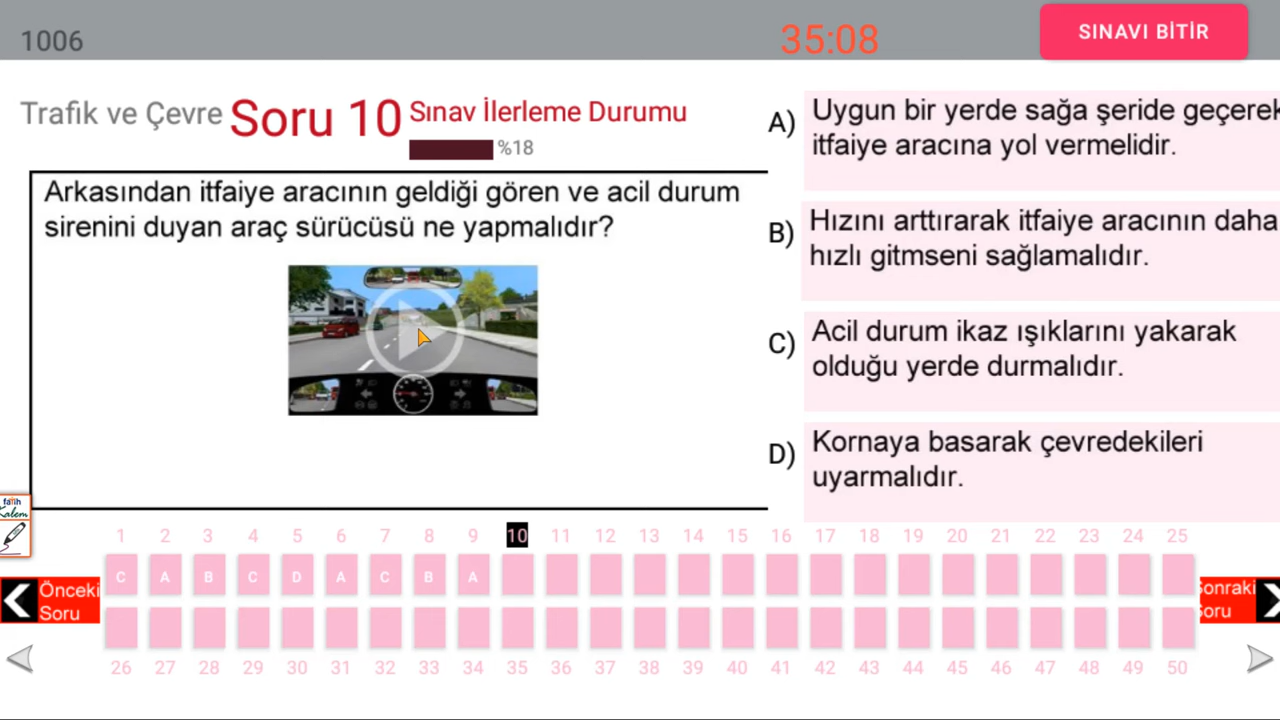 1006
35:08
SINAVI BİTİR
Trafik ve Çevre
Soru 10
Sınav İlerleme Durumu
%18
Arkasından itfaiye aracının geldiği gören ve acil durum
sirenini duyan araç sürücüsü ne yapmalıdır?
A) Uygun bir yerde sağa şeride geçerek
itfaiye aracına yol vermelidir.
B) Hızını arttırarak itfaiye aracının daha
hızlı gitmseni sağlamalıdır.
C) Acil durum ikaz ışıklarını yakarak
olduğu yerde durmalıdır.
D) Kornaya basarak çevredekileri
uyarmalıdır.
fatih
Kalem
1 2 3 4 5 6 7 8 9 10 11 12 13 14 15 16 17 18 19 20 21 22 23 24 25
C A B C D A C B A
Önceki
Soru
Sonraki
Soru
26 27 28 29 30 31 32 33 34 35 36 37 38 39 40 41 42 43 44 45 46 47 48 49 50